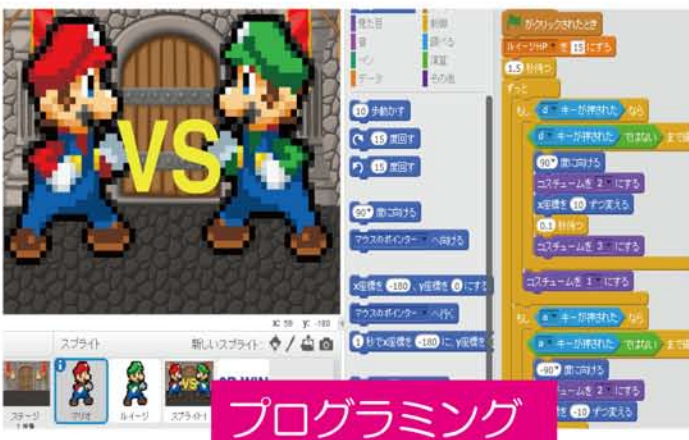 VS
x: 59 y: -180
スプライト
新しいスプライト:
ステージ
マリオ
ルイージ
スプライト1
見た目
制御
音
調べる
ペン
演算
データ
その他
10 歩動かす
15 度回す
15 度回す
90 度に向ける
マウスのポインター へ向ける
x座標を -180 、y座標を 0 にす
マウスのポインター へ行く
1 秒でx座標を -180 に、y座標を
がクリックされたとき
ルイージHP を 15 にする
1.5 秒待つ
ずっと
もし d キーが押された なら
d キーが押された ではない まで繰
90 度に向ける
コスチュームを 2 にする
x座標を 10 ずつ変える
0.1 秒待つ
コスチュームを 3 にする
コスチュームを 1 にする
もし a キーが押された なら
a キーが押された ではない まで
-90 度に向ける
コスチュームを 2 にする
-10 ずつ変える
プログラミング